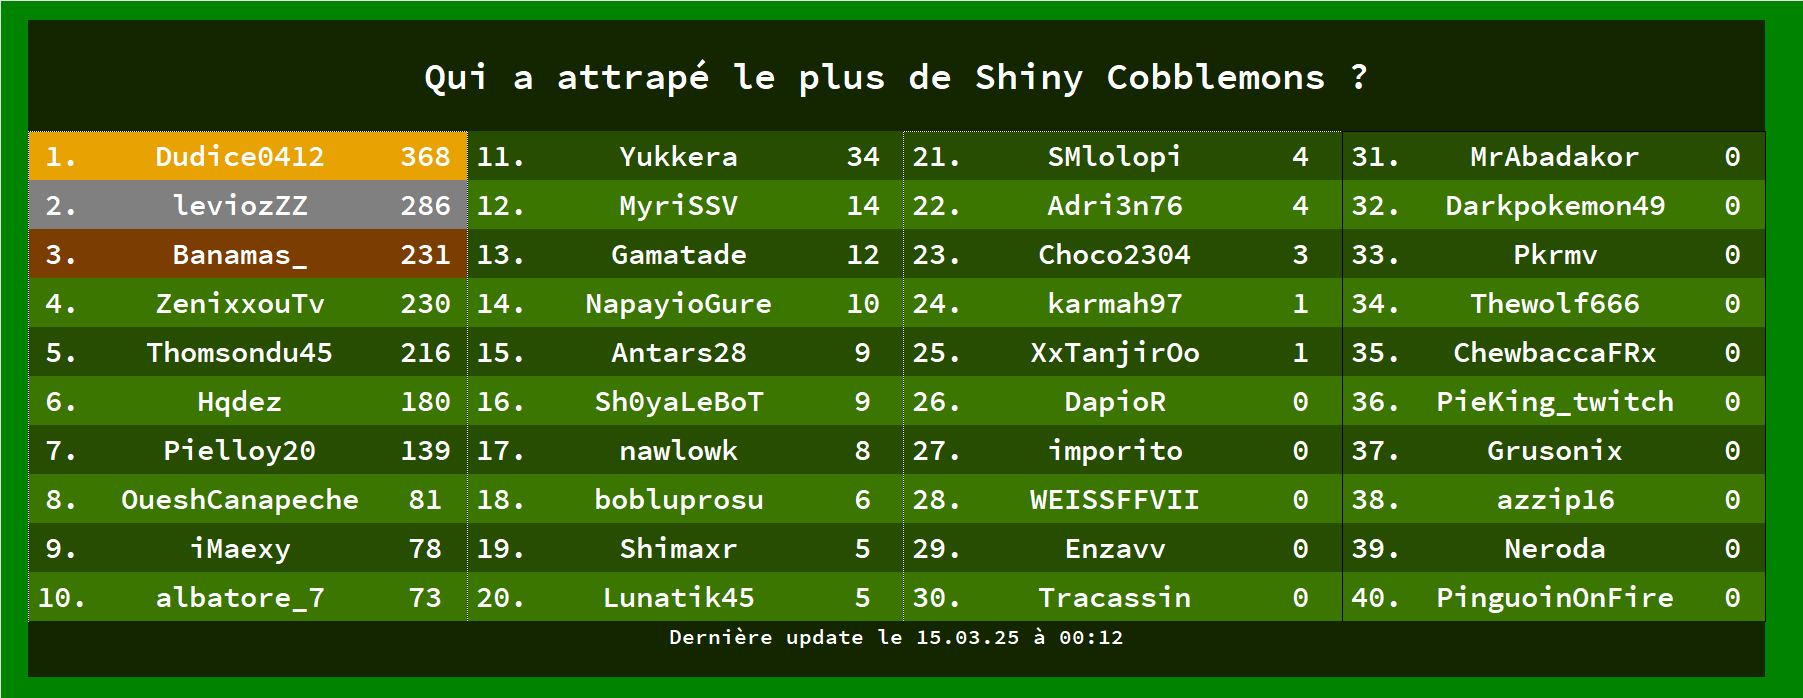 Qui a attrapé le plus de Shiny Cobblemons ?
1. Dudice0412 368
2. leviozZZ 286
3. Banamas_ 231
4. ZenixxouTv 230
5. Thomsondu45 216
6. Hqdez 180
7. Pielloy20 139
8. OueshCanapeche 81
9. iMaexy 78
10. albatore_7 73
11. Yukkera 34
12. MyriSSV 14
13. Gamatade 12
14. NapayioGure 10
15. Antars28 9
16. Sh0yaLeBoT 9
17. nawlowk 8
18. bobluprosu 6
19. Shimaxr 5
20. Lunatik45 5
21. SMlolopi 4
22. Adri3n76 4
23. Choco2304 3
24. karmah97 1
25. XxTanjirOo 1
26. DapioR 0
27. imporito 0
28. WEISSFFVII 0
29. Enzavv 0
30. Tracassin 0
31. MrAbadakor 0
32. Darkpokemon49 0
33. Pkrmv 0
34. Thewolf666 0
35. ChewbaccaFRx 0
36. PieKing_twitch 0
37. Grusonix 0
38. azzip16 0
39. Neroda 0
40. PinguoinOnFire 0
Dernière update le 15.03.25 à 00:12